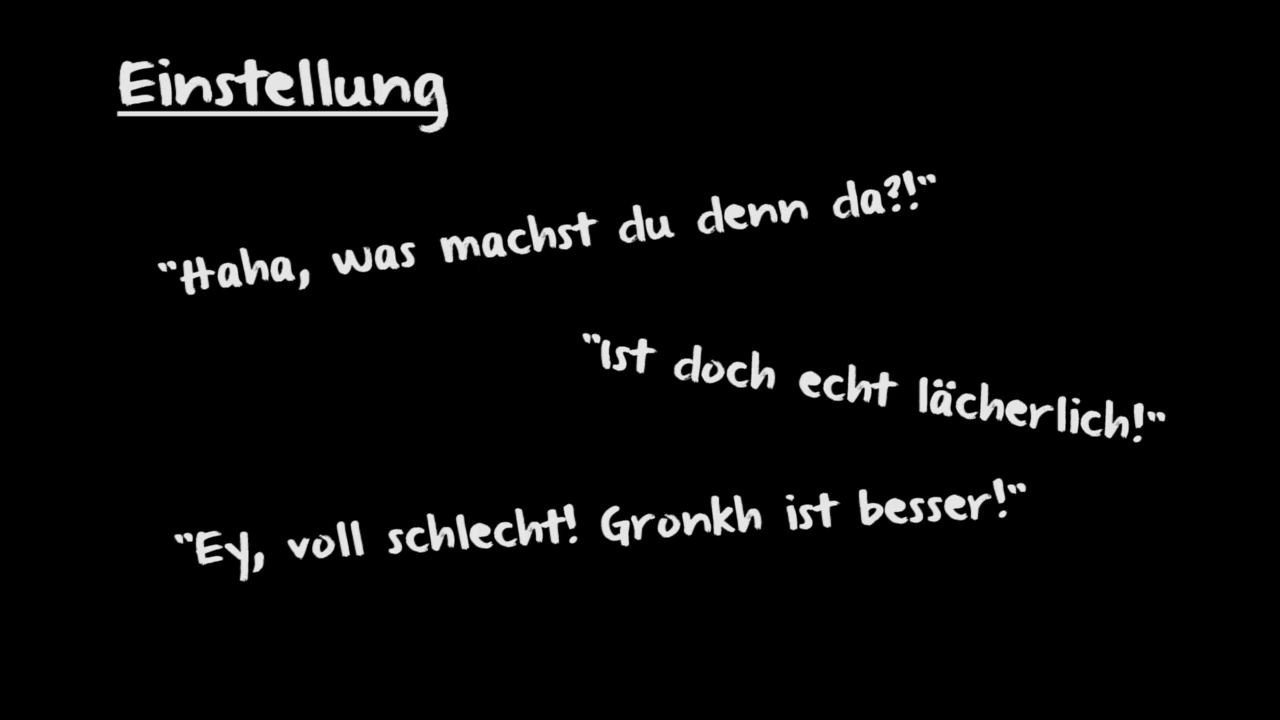 Einstellung
"Haha, was machst du denn da?!"
"Ist doch echt lächerlich!"
"Ey, voll schlecht! Gronkh ist besser!"